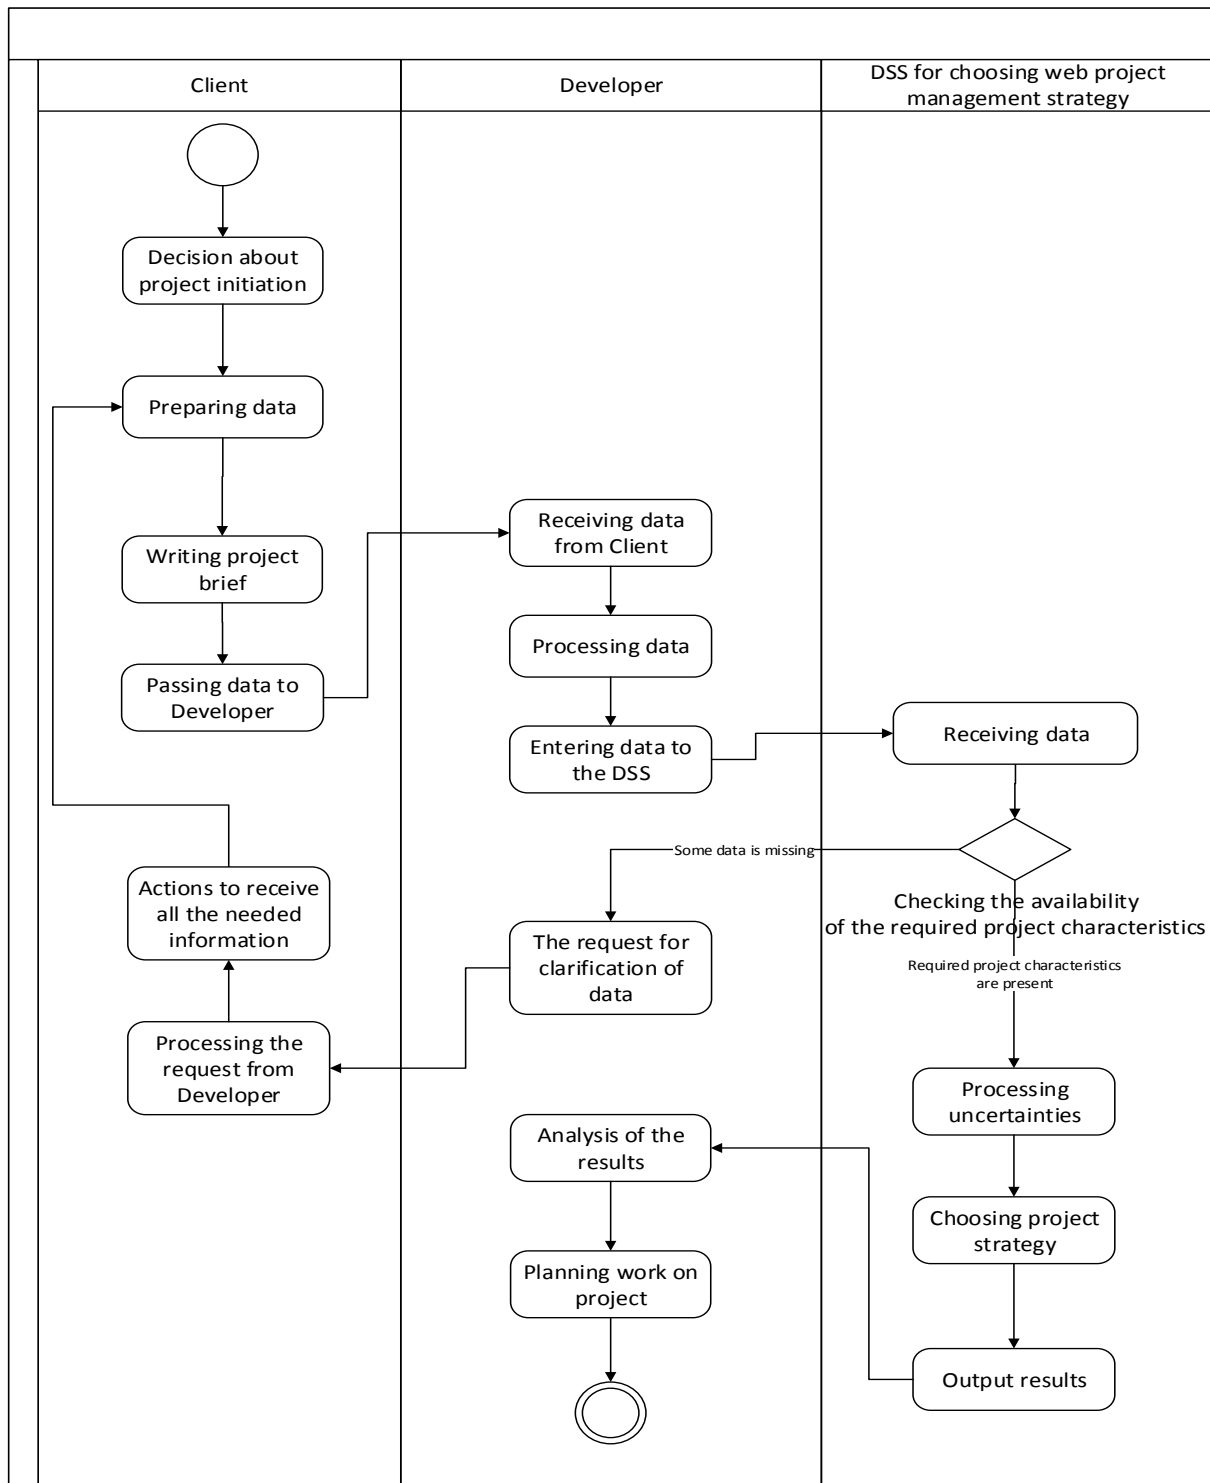 Client
Developer
DSS for choosing web project
management strategy
Decision about
project initiation
Preparing data
Writing project
brief
Passing data to
Developer
Actions to receive
all the needed
information
Processing the
request from
Developer
Receiving data
from Client
Processing data
Entering data to
the DSS
Some data is missing
The request for
clarification of
data
Analysis of the
results
Planning work on
project
Receiving data
Checking the availability
of the required project characteristics
Required project characteristics
are present
Processing
uncertainties
Choosing project
strategy
Output results